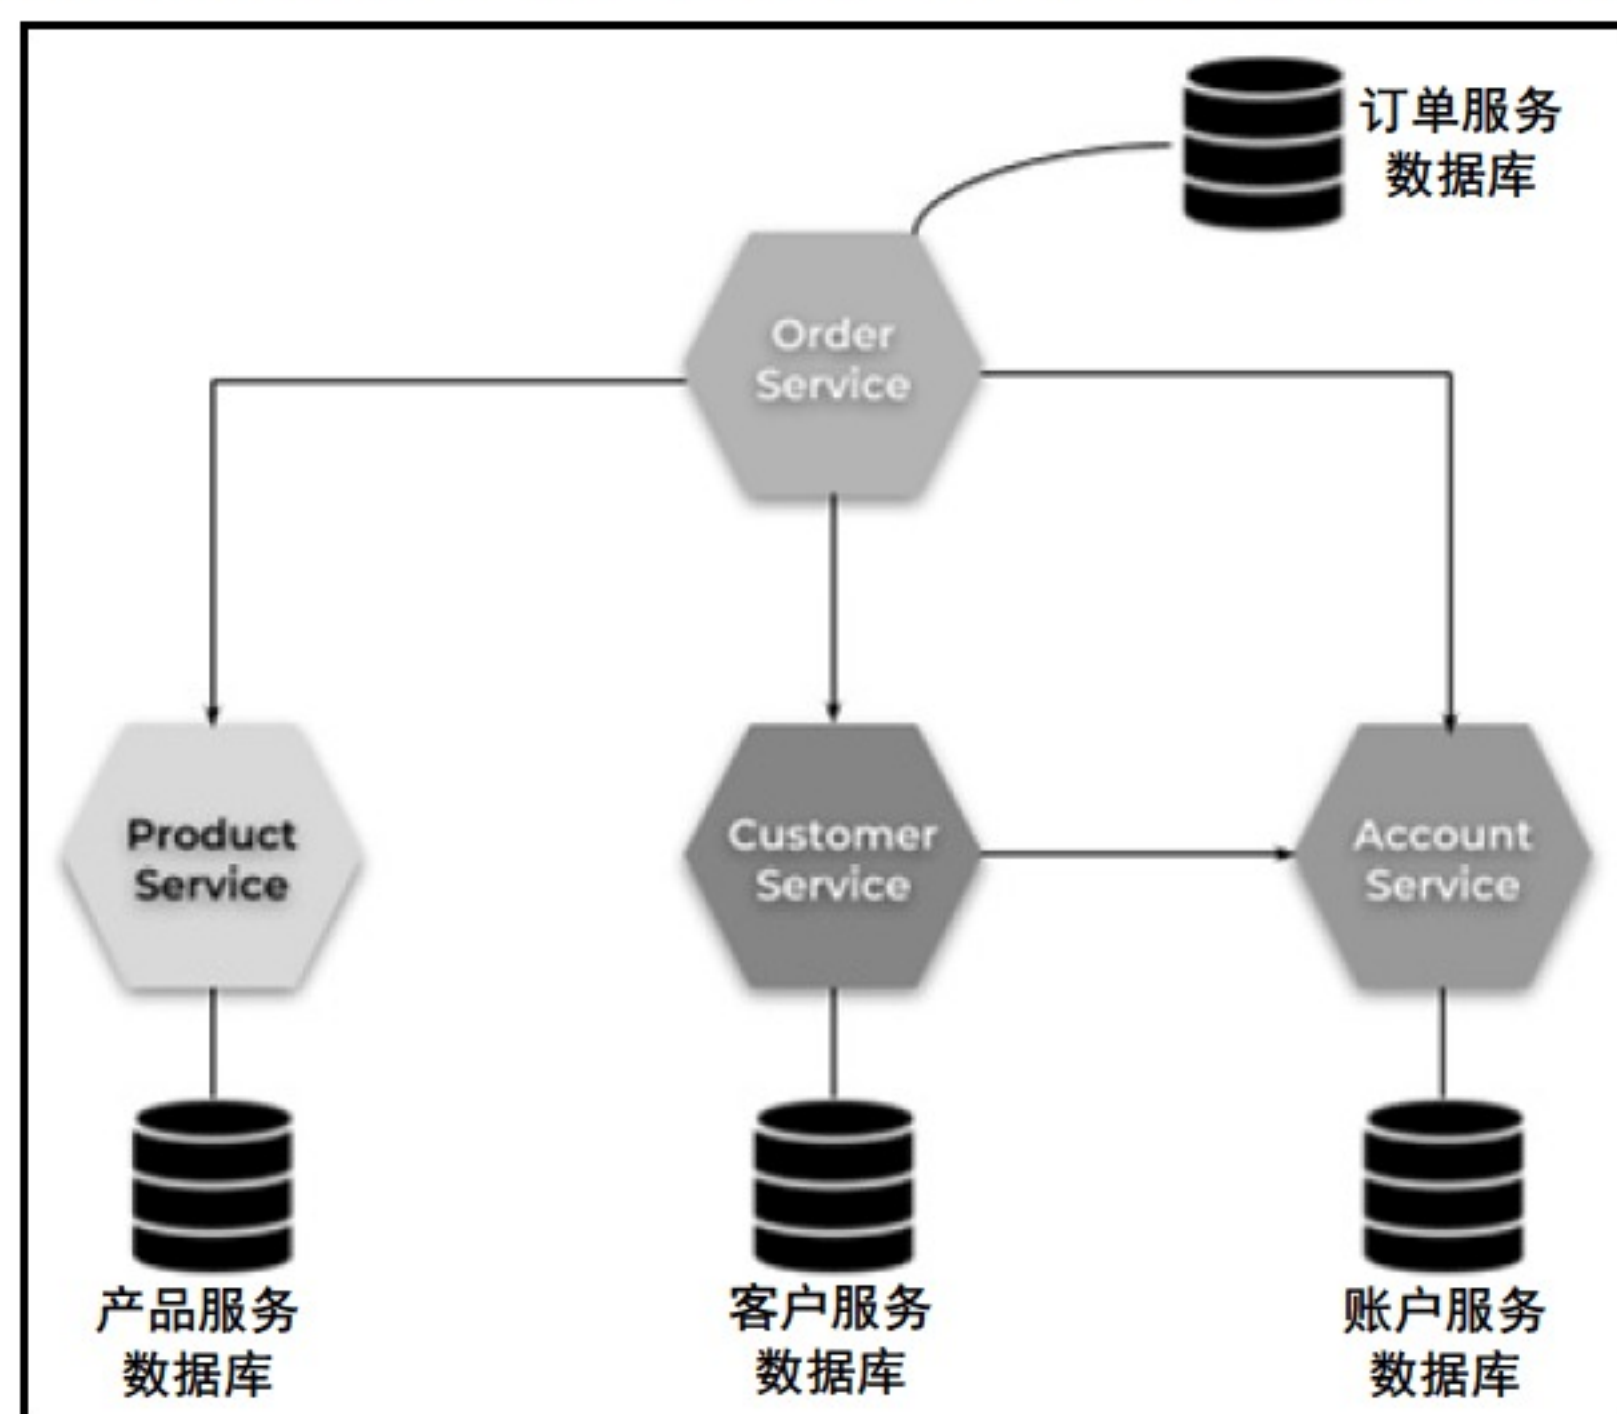 订单服务
数据库
Order
Service
Product
Service
Customer
Service
Account
Service
产品服务
数据库
客户服务
数据库
账户服务
数据库